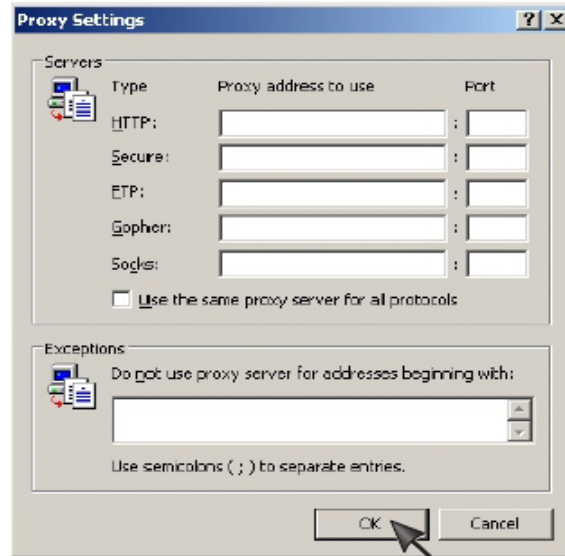 Proxy Settings
Servers
Type Proxy address to use Port
HTTP: :
Secure: :
FTP: :
Gopher: :
Socks: :
Use the same proxy server for all protocols
Exceptions
Do not use proxy server for addresses beginning with:
Use semicolons ( ; ) to separate entries.
OK Cancel